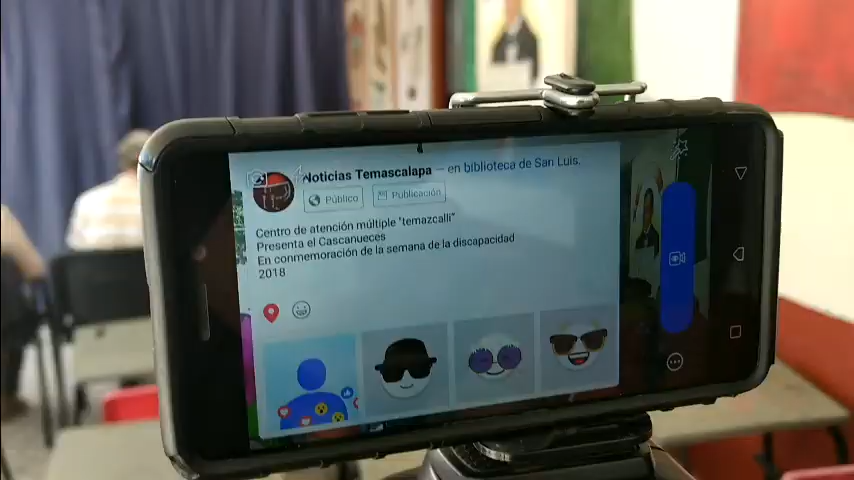 Noticias Temascalapa — en biblioteca de San Luis.
Público Publicación
Centro de atención múltiple "temazcalli"
Presenta el Cascanueces
En conmemoración de la semana de la discapacidad
2018